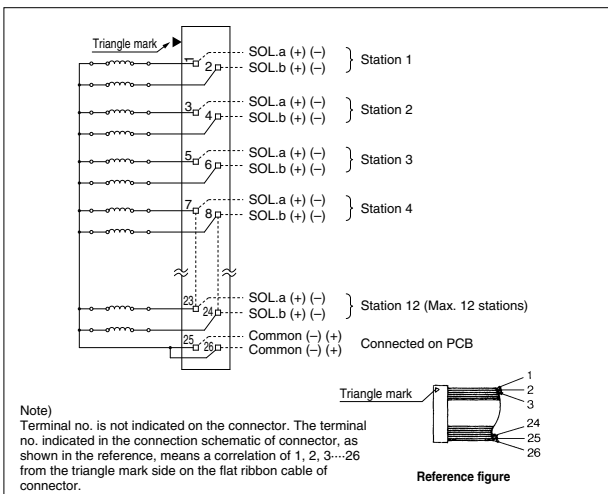 Triangle mark
1 SOL.a (+) (–)
2 SOL.b (+) (–)
Station 1
3 SOL.a (+) (–)
4 SOL.b (+) (–)
Station 2
5 SOL.a (+) (–)
6 SOL.b (+) (–)
Station 3
7 SOL.a (+) (–)
8 SOL.b (+) (–)
Station 4
23 SOL.a (+) (–)
24 SOL.b (+) (–)
Station 12 (Max. 12 stations)
25 Common (–) (+)
26 Common (–) (+)
Connected on PCB
Note)
Terminal no. is not indicated on the connector. The terminal
no. indicated in the connection schematic of connector, as
shown in the reference, means a correlation of 1, 2, 3····26
from the triangle mark side on the flat ribbon cable of
connector.
Triangle mark
1
2
3
24
25
26
Reference figure